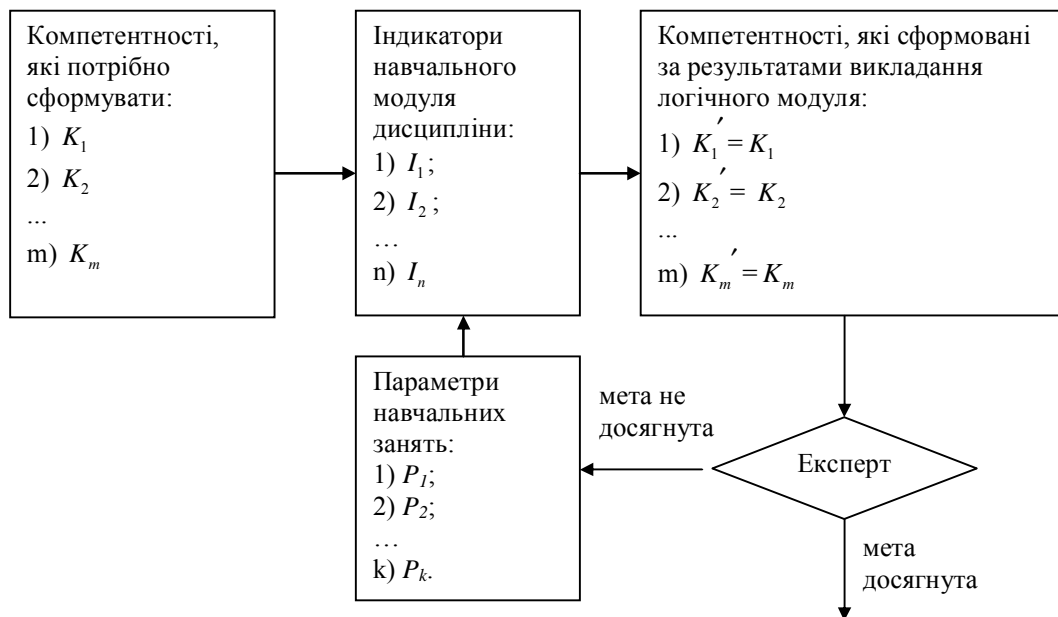 Компетентності,
які потрібно
сформувати:
1) K₁
2) K₂
...
m) Kₘ
Індикатори
навчального
модуля
дисципліни:
1) I₁;
2) I₂;
…
n) Iₙ
Компетентності, які сформовані
за результатами викладання
логічного модуля:
1) K₁′ = K₁
2) K₂′ = K₂
...
m) Kₘ′ = Kₘ
Параметри
навчальних
занять:
1) P₁;
2) P₂;
…
k) Pₖ.
мета не
досягнута
Експерт
мета
досягнута